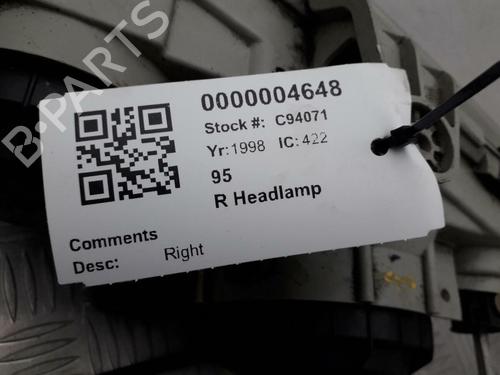 B-PARTS
0000004648
Stock #: C94071
Yr:1998 IC: 422
95
R Headlamp
Comments
Desc: Right